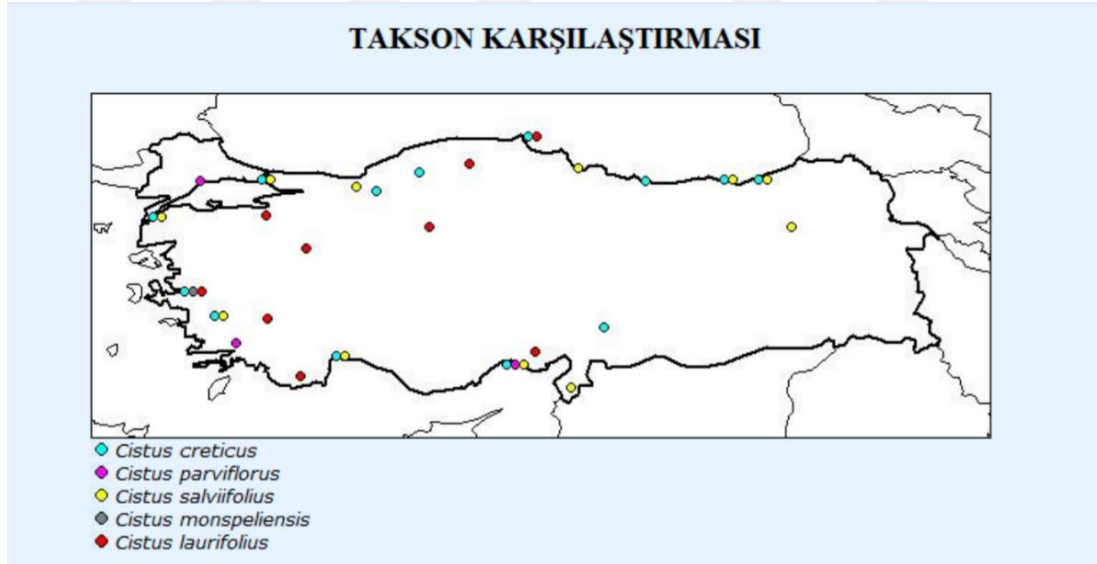 TAKSON KARŞILAŞTIRMASI
Cistus creticus
Cistus parviflorus
Cistus salviifolius
Cistus monspeliensis
Cistus laurifolius